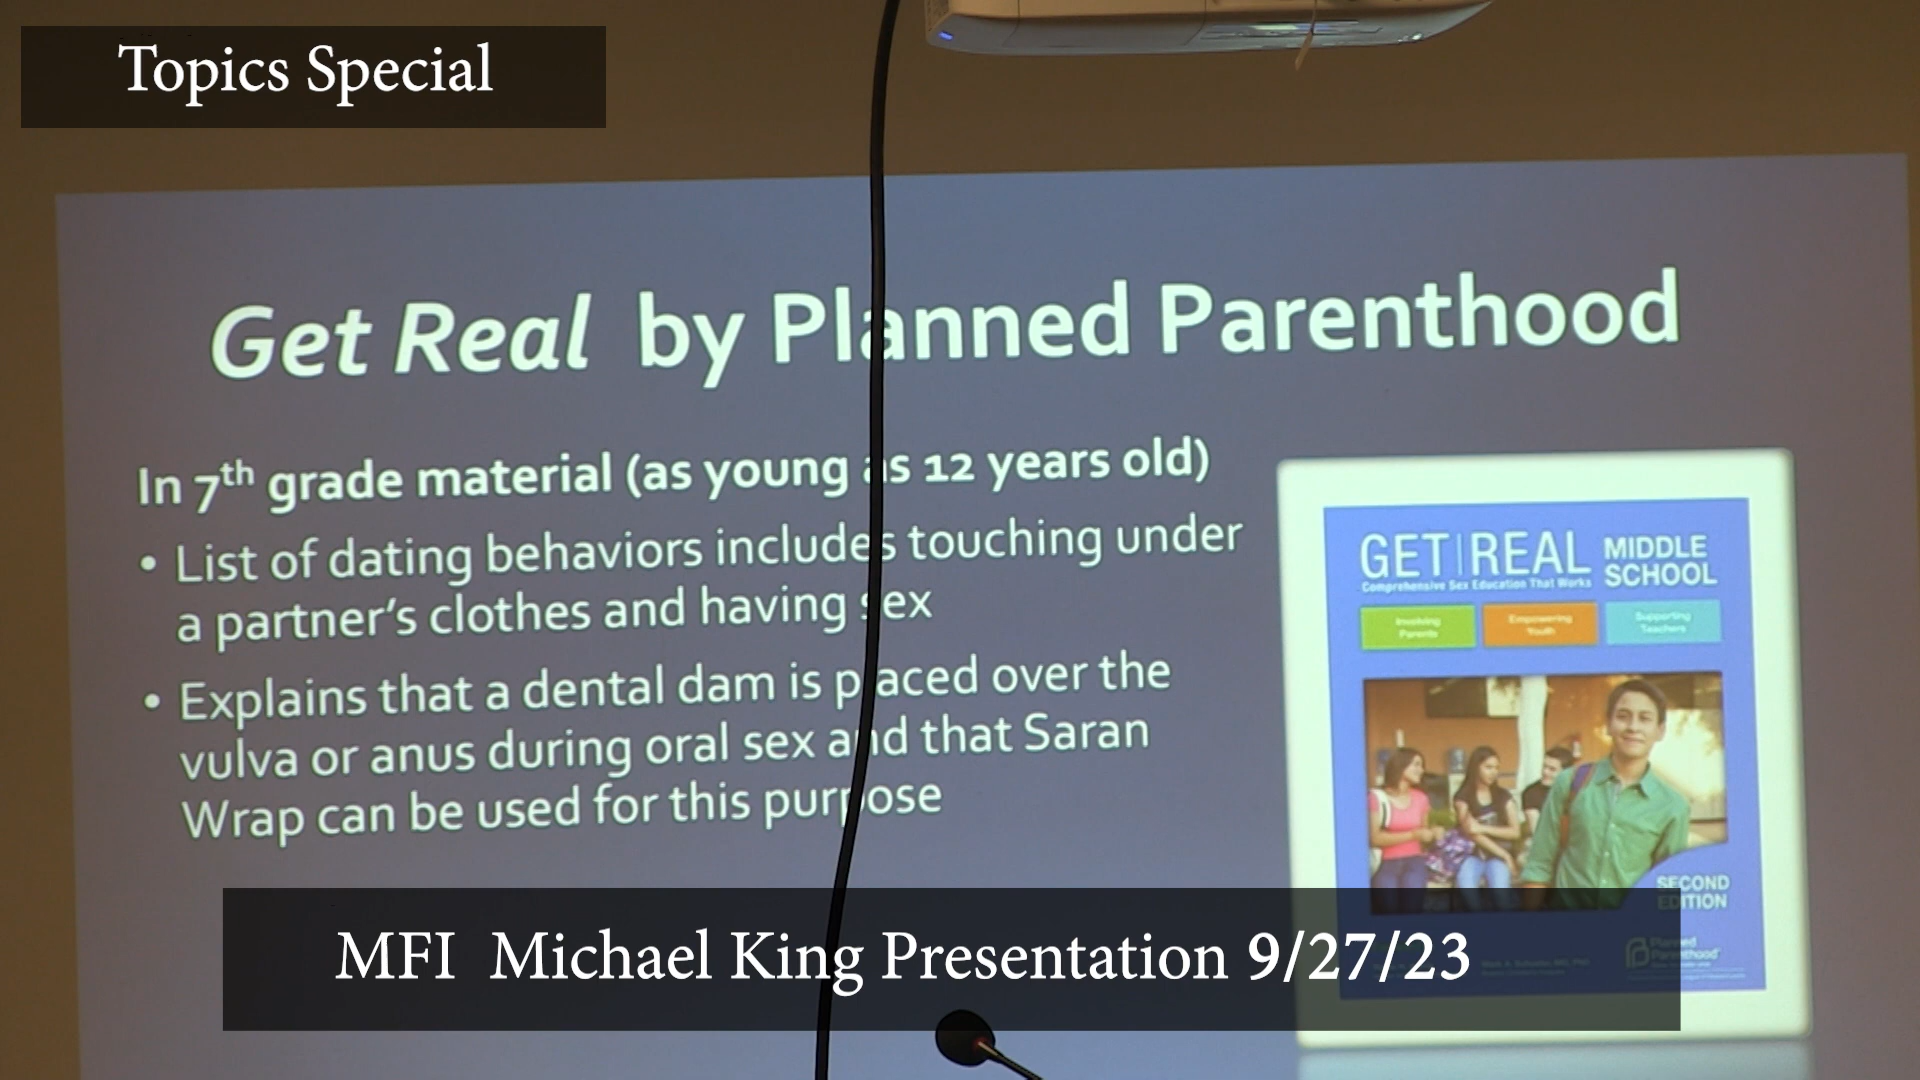 Topics Special
Get Real by Planned Parenthood
In 7th grade material (as young as 12 years old)
• List of dating behaviors includes touching under
a partner's clothes and having sex
• Explains that a dental dam is placed over the
vulva or anus during oral sex and that Saran
Wrap can be used for this purpose
GET|REAL MIDDLE SCHOOL
Comprehensive Sex Education That Works
Involving Parents
Empowering Youth
Supporting Teachers
SECOND
EDITION
Planned
Parenthood
MFI Michael King Presentation 9/27/23